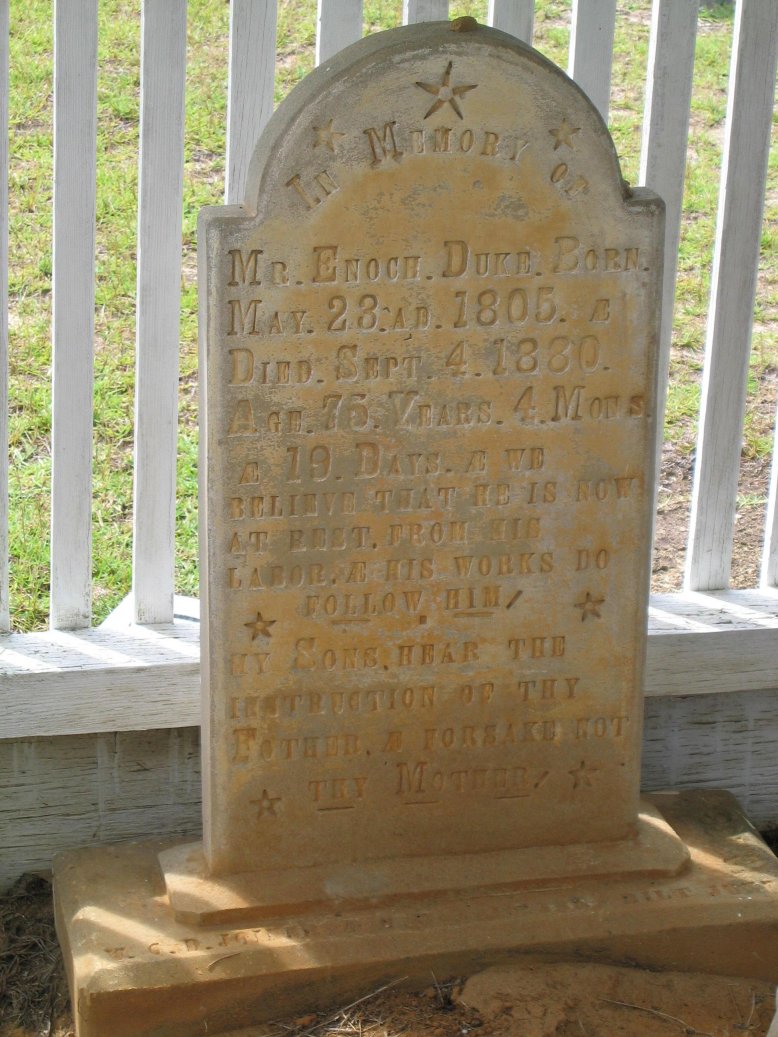 IN MEMORY OF
MR. ENOCH. DUKE. BORN.
MAY. 23. AD. 1805. Æ
DIED. SEPT. 4. 1880.
AGE. 75. YEARS. 4. MONS.
Æ 19. DAYS. Æ WE
BELIEVE THAT HE IS NOW
AT REST. FROM HIS
LABOR. Æ HIS WORKS DO
FOLLOW HIM
MY SONS. HEAR THE
INSTRUCTION OF THY
FOTHER. Æ FORSAKE NOT
THY MOTHER